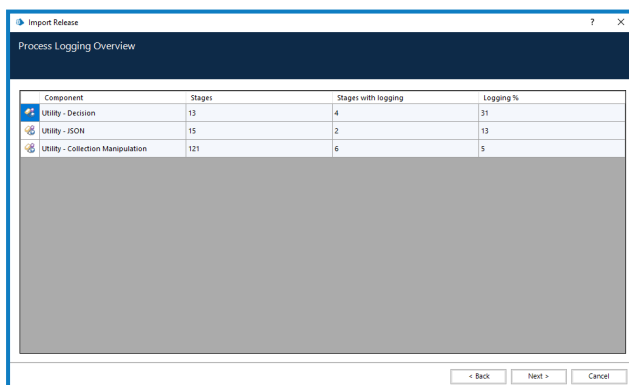 Import Release ? X
Process Logging Overview
Component Stages Stages with logging Logging %
Utility - Decision 13 4 31
Utility - JSON 15 2 13
Utility - Collection Manipulation 121 6 5
< Back Next > Cancel